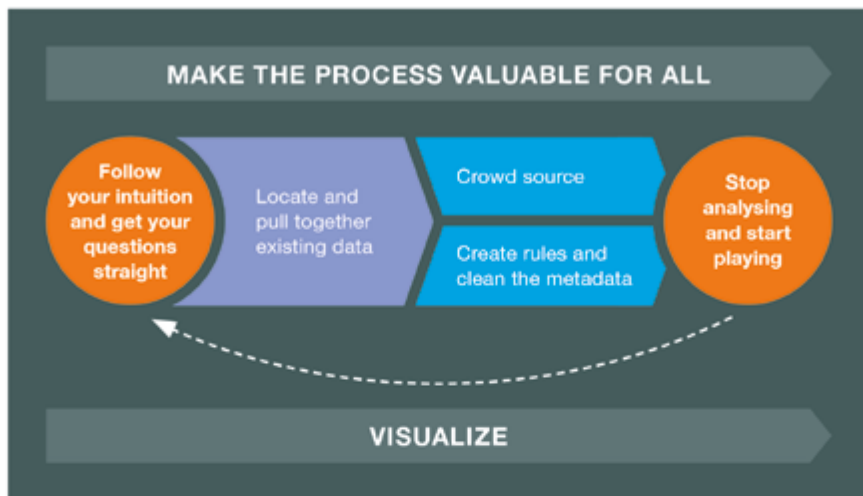 MAKE THE PROCESS VALUABLE FOR ALL
Follow
your intuition
and get your
questions
straight
Locate and
pull together
existing data
Crowd source
Create rules and
clean the metadata
Stop
analysing
and start
playing
VISUALIZE